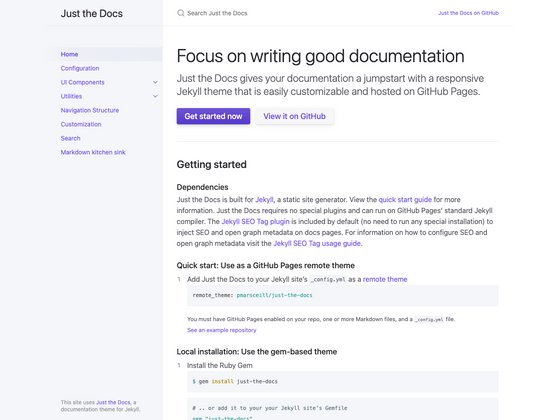 Just the Docs
Search Just the Docs
Just the Docs on GitHub
Home
Configuration
UI Components
Utilities
Navigation Structure
Customization
Search
Markdown kitchen sink
This site uses Just the Docs, a
documentation theme for Jekyll.
Focus on writing good documentation
Just the Docs gives your documentation a jumpstart with a responsive
Jekyll theme that is easily customizable and hosted on GitHub Pages.
Get started now
View it on GitHub
Getting started
Dependencies
Just the Docs is built for Jekyll, a static site generator. View the quick start guide for more
information. Just the Docs requires no special plugins and can run on GitHub Pages' standard Jekyll
compiler. The Jekyll SEO Tag plugin is included by default (no need to run any special installation) to
inject SEO and open graph metadata on docs pages. For information on how to configure SEO and
open graph metadata visit the Jekyll SEO Tag usage guide.
Quick start: Use as a GitHub Pages remote theme
1 Add Just the Docs to your Jekyll site's _config.yml as a remote theme
remote_theme: pmarsceill/just-the-docs
You must have GitHub Pages enabled on your repo, one or more Markdown files, and a _config.yml file.
See an example repository
Local installation: Use the gem-based theme
1 Install the Ruby Gem
$ gem install just-the-docs
# .. or add it to your your Jekyll site's Gemfile
gem "just-the-docs"